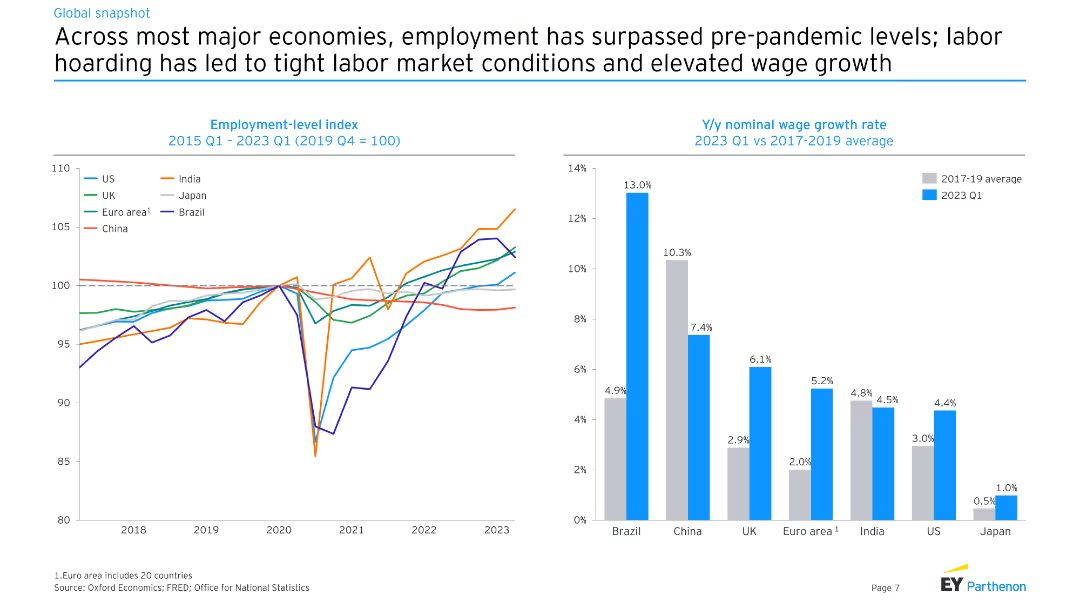 Global snapshot
Across most major economies, employment has surpassed pre-pandemic levels; labor
hoarding has led to tight labor market conditions and elevated wage growth
Employment-level index
2015 Q1 – 2023 Q1 (2019 Q4 = 100)
110
105
100
95
90
85
80
US
India
UK
Japan
Euro area¹
Brazil
China
2018
2019
2020
2021
2022
2023
Y/y nominal wage growth rate
2023 Q1 vs 2017-2019 average
14%
12%
10%
8%
6%
4%
2%
0%
2017-19 average
2023 Q1
4.9%
13.0%
10.3%
7.4%
2.9%
6.1%
2.0%
5.2%
4.8%
4.5%
3.0%
4.4%
0.5%
1.0%
Brazil
China
UK
Euro area ¹
India
US
Japan
1.Euro area includes 20 countries
Source: Oxford Economics; FRED; Office for National Statistics
Page 7
EY Parthenon